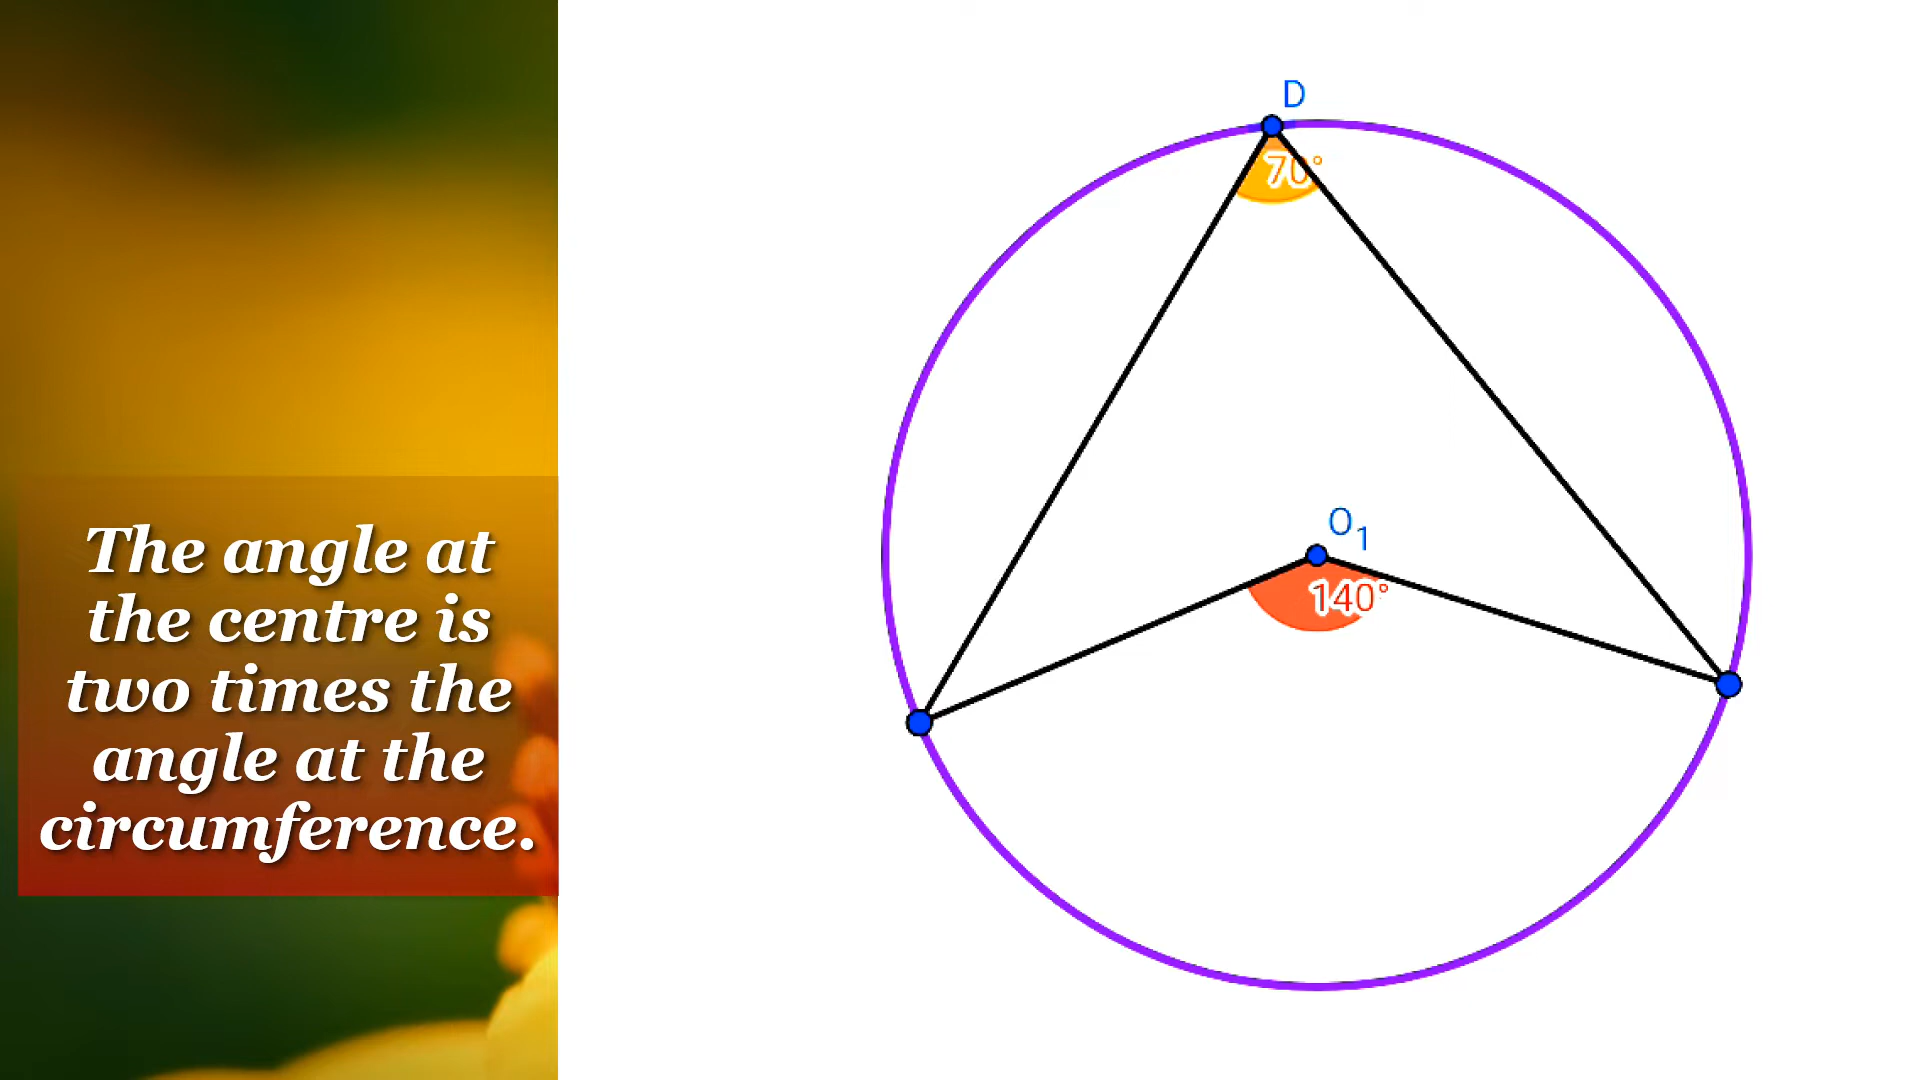 The angle at
the centre is
two times the
angle at the
circumference.
D
70°
O₁
140°